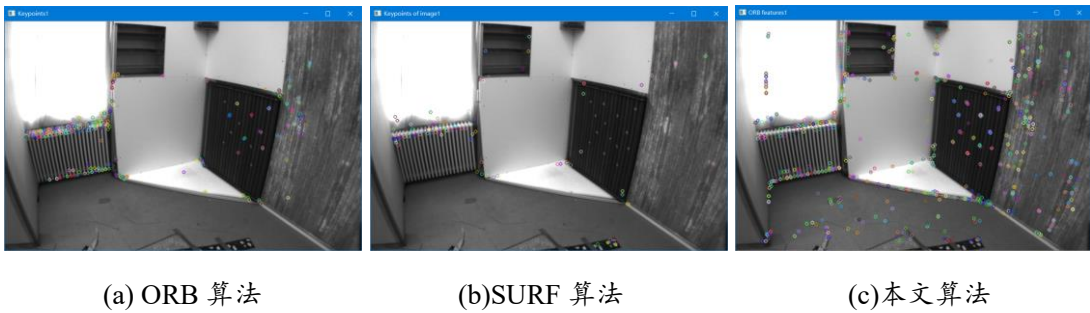 Keypoints1
Keypoints of image1
ORB features1
(a) ORB 算法
(b)SURF 算法
(c)本文算法